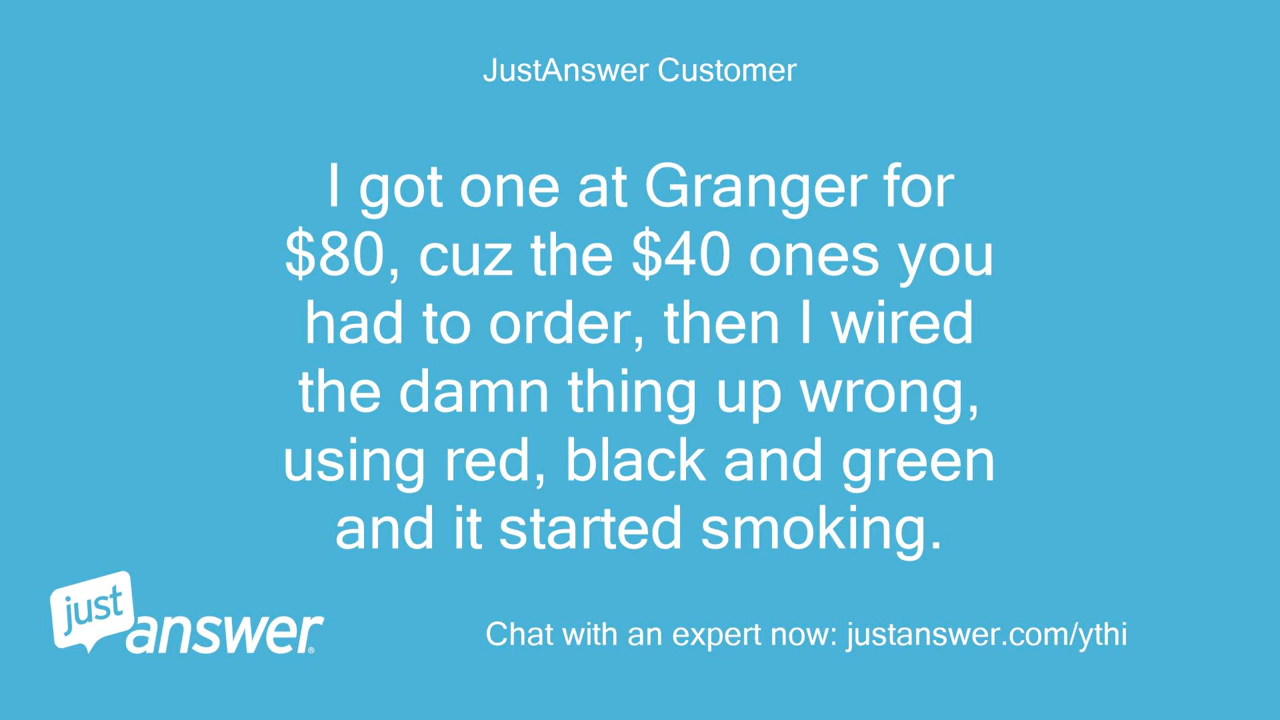 JustAnswer Customer
I got one at Granger for
$80, cuz the $40 ones you
had to order, then I wired
the damn thing up wrong,
using red, black and green
and it started smoking.
just
answer®
Chat with an expert now: justanswer.com/ythi